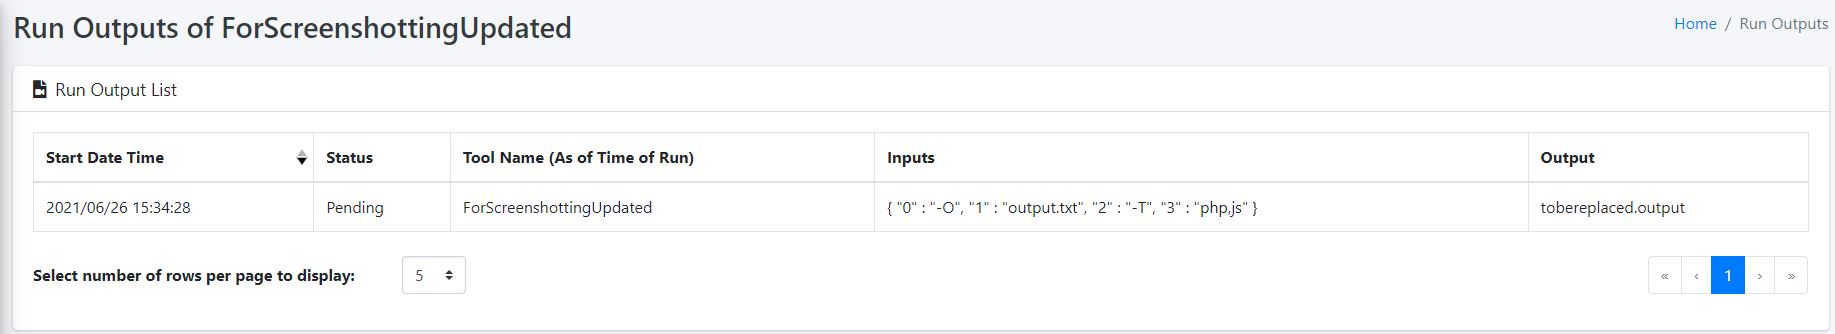 Run Outputs of ForScreenshottingUpdated
Home / Run Outputs
Run Output List
Start Date Time Status Tool Name (As of Time of Run) Inputs Output
2021/06/26 15:34:28 Pending ForScreenshottingUpdated { "0" : "-O", "1" : "output.txt", "2" : "-T", "3" : "php,js" } tobereplaced.output
Select number of rows per page to display: 5 « ‹ 1 › »